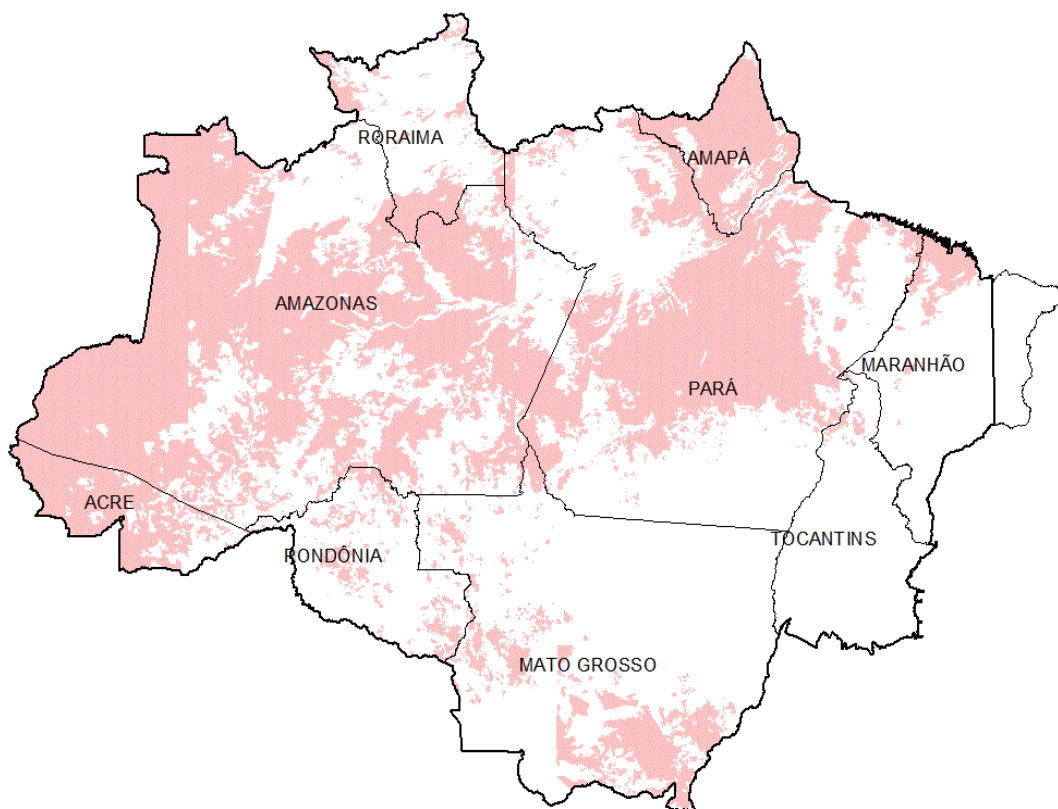 RORAIMA
AMAPÁ
AMAZONAS
MARANHÃO
PARÁ
ACRE
TOCANTINS
RONDÔNIA
MATO GROSSO